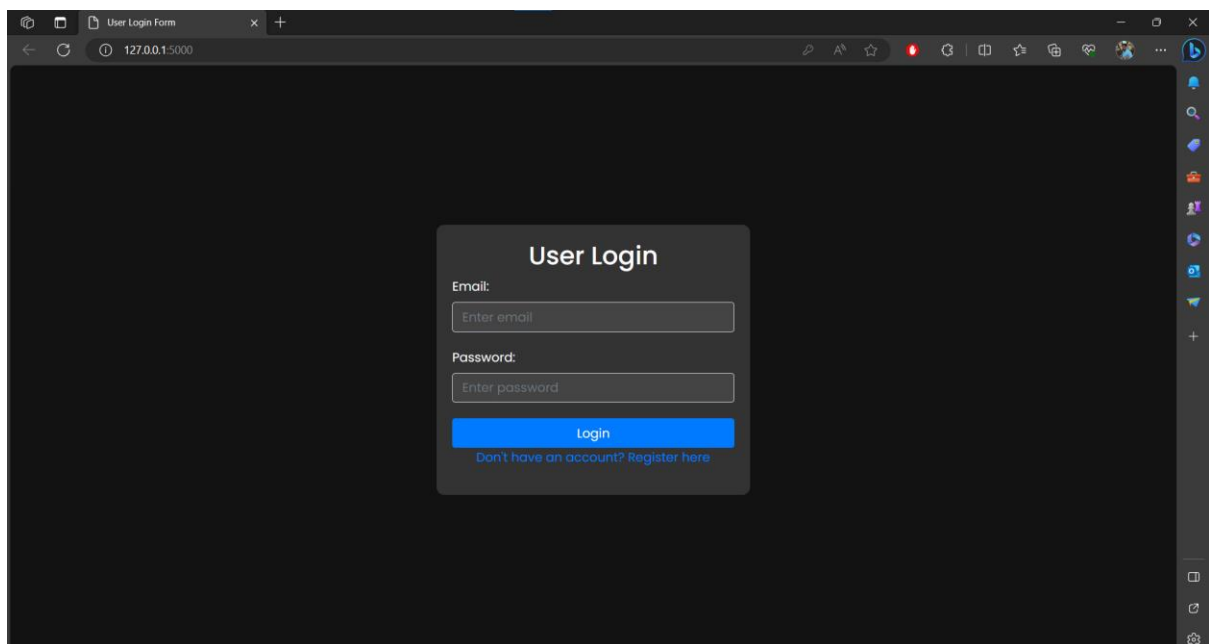 User Login Form
127.0.0.1:5000
User Login
Email:
Enter email
Password:
Enter password
Login
Don't have an account? Register here